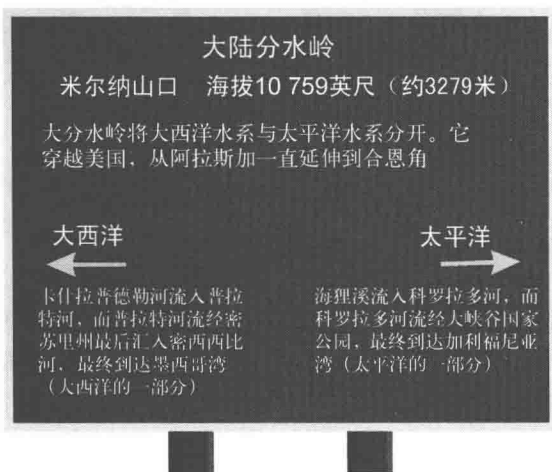 大陆分水岭
米尔纳山口 海拔10 759英尺（约3279米）
大分水岭将大西洋水系与太平洋水系分开。它
穿越美国，从阿拉斯加一直延伸到合恩角
大西洋
卡什拉普德勒河流入普拉
特河，而普拉特河流经密
苏里州最后汇入密西西比
河，最终到达墨西哥湾
（大西洋的一部分）
太平洋
海狸溪流入科罗拉多河，而
科罗拉多河流经大峡谷国家
公园，最终到达加利福尼亚
湾（太平洋的一部分）